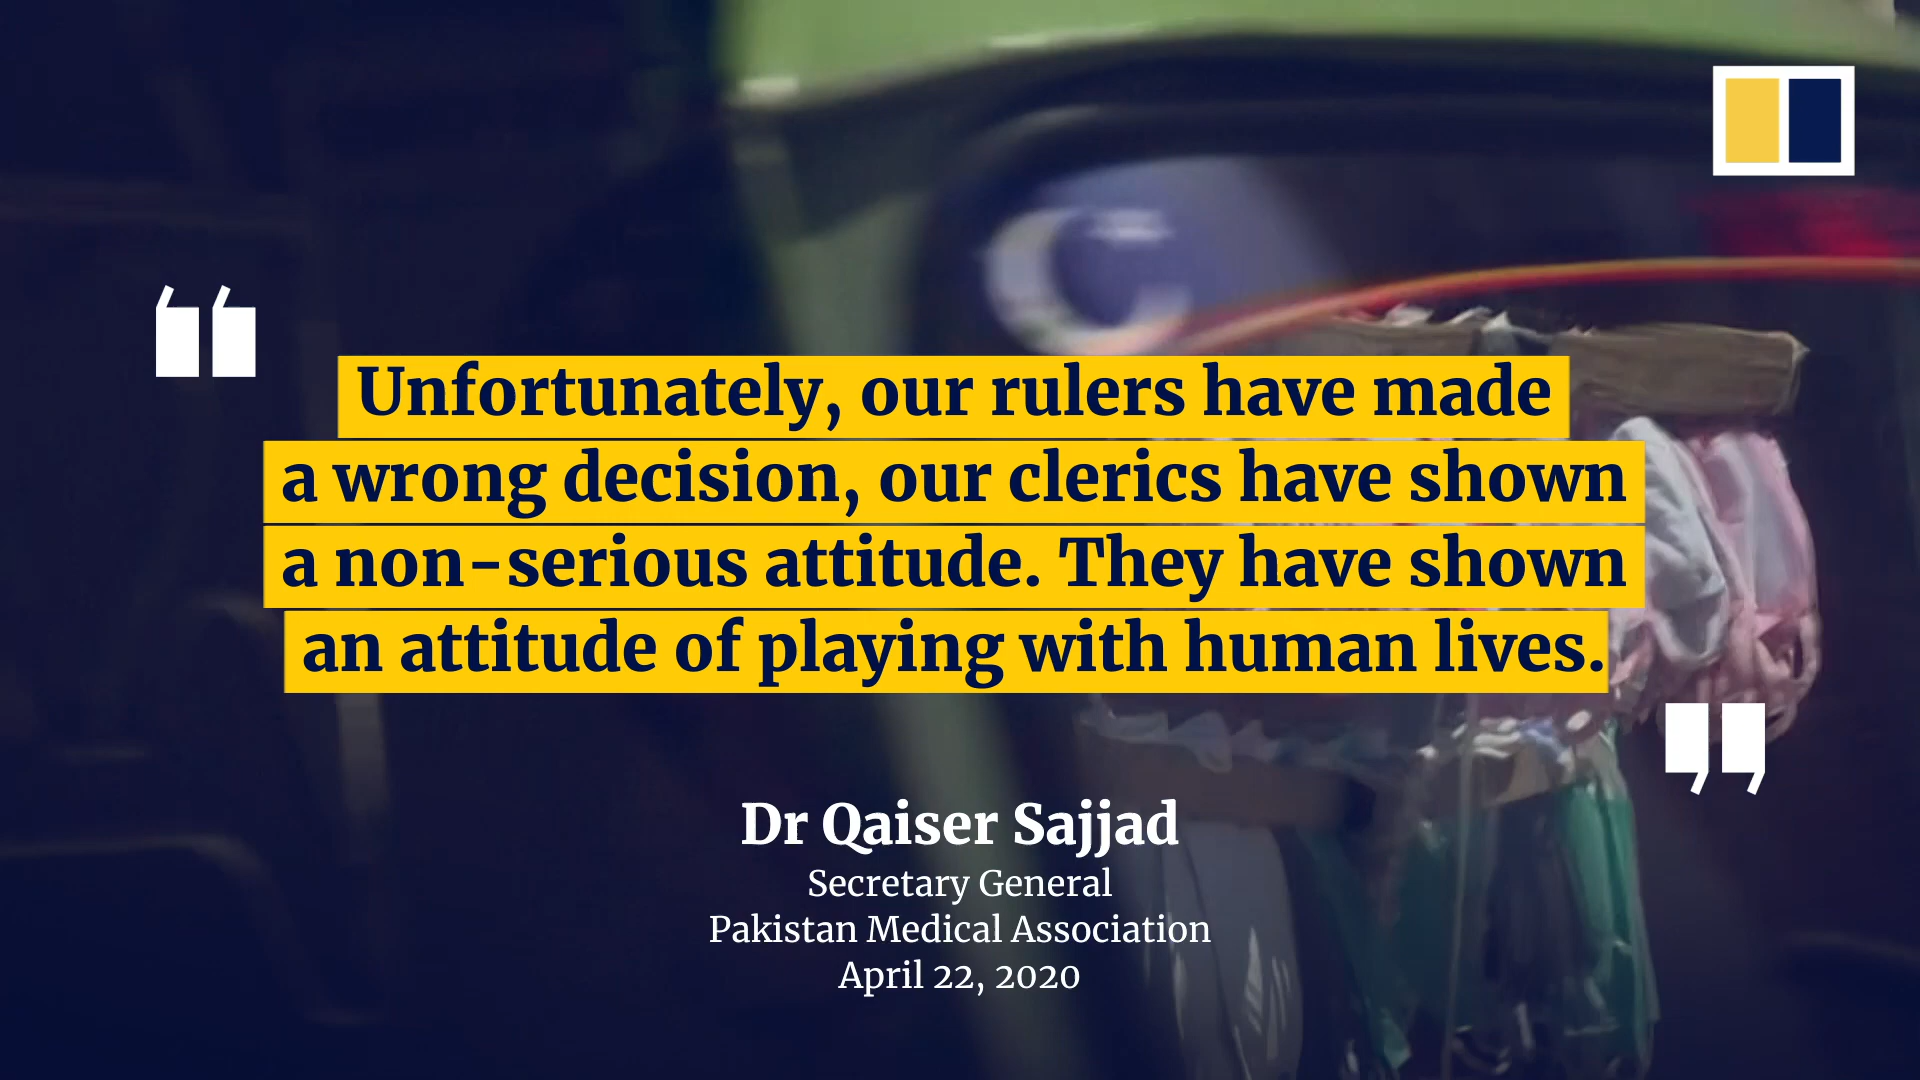 “
Unfortunately, our rulers have made
a wrong decision, our clerics have shown
a non-serious attitude. They have shown
an attitude of playing with human lives.
”
Dr Qaiser Sajjad
Secretary General
Pakistan Medical Association
April 22, 2020